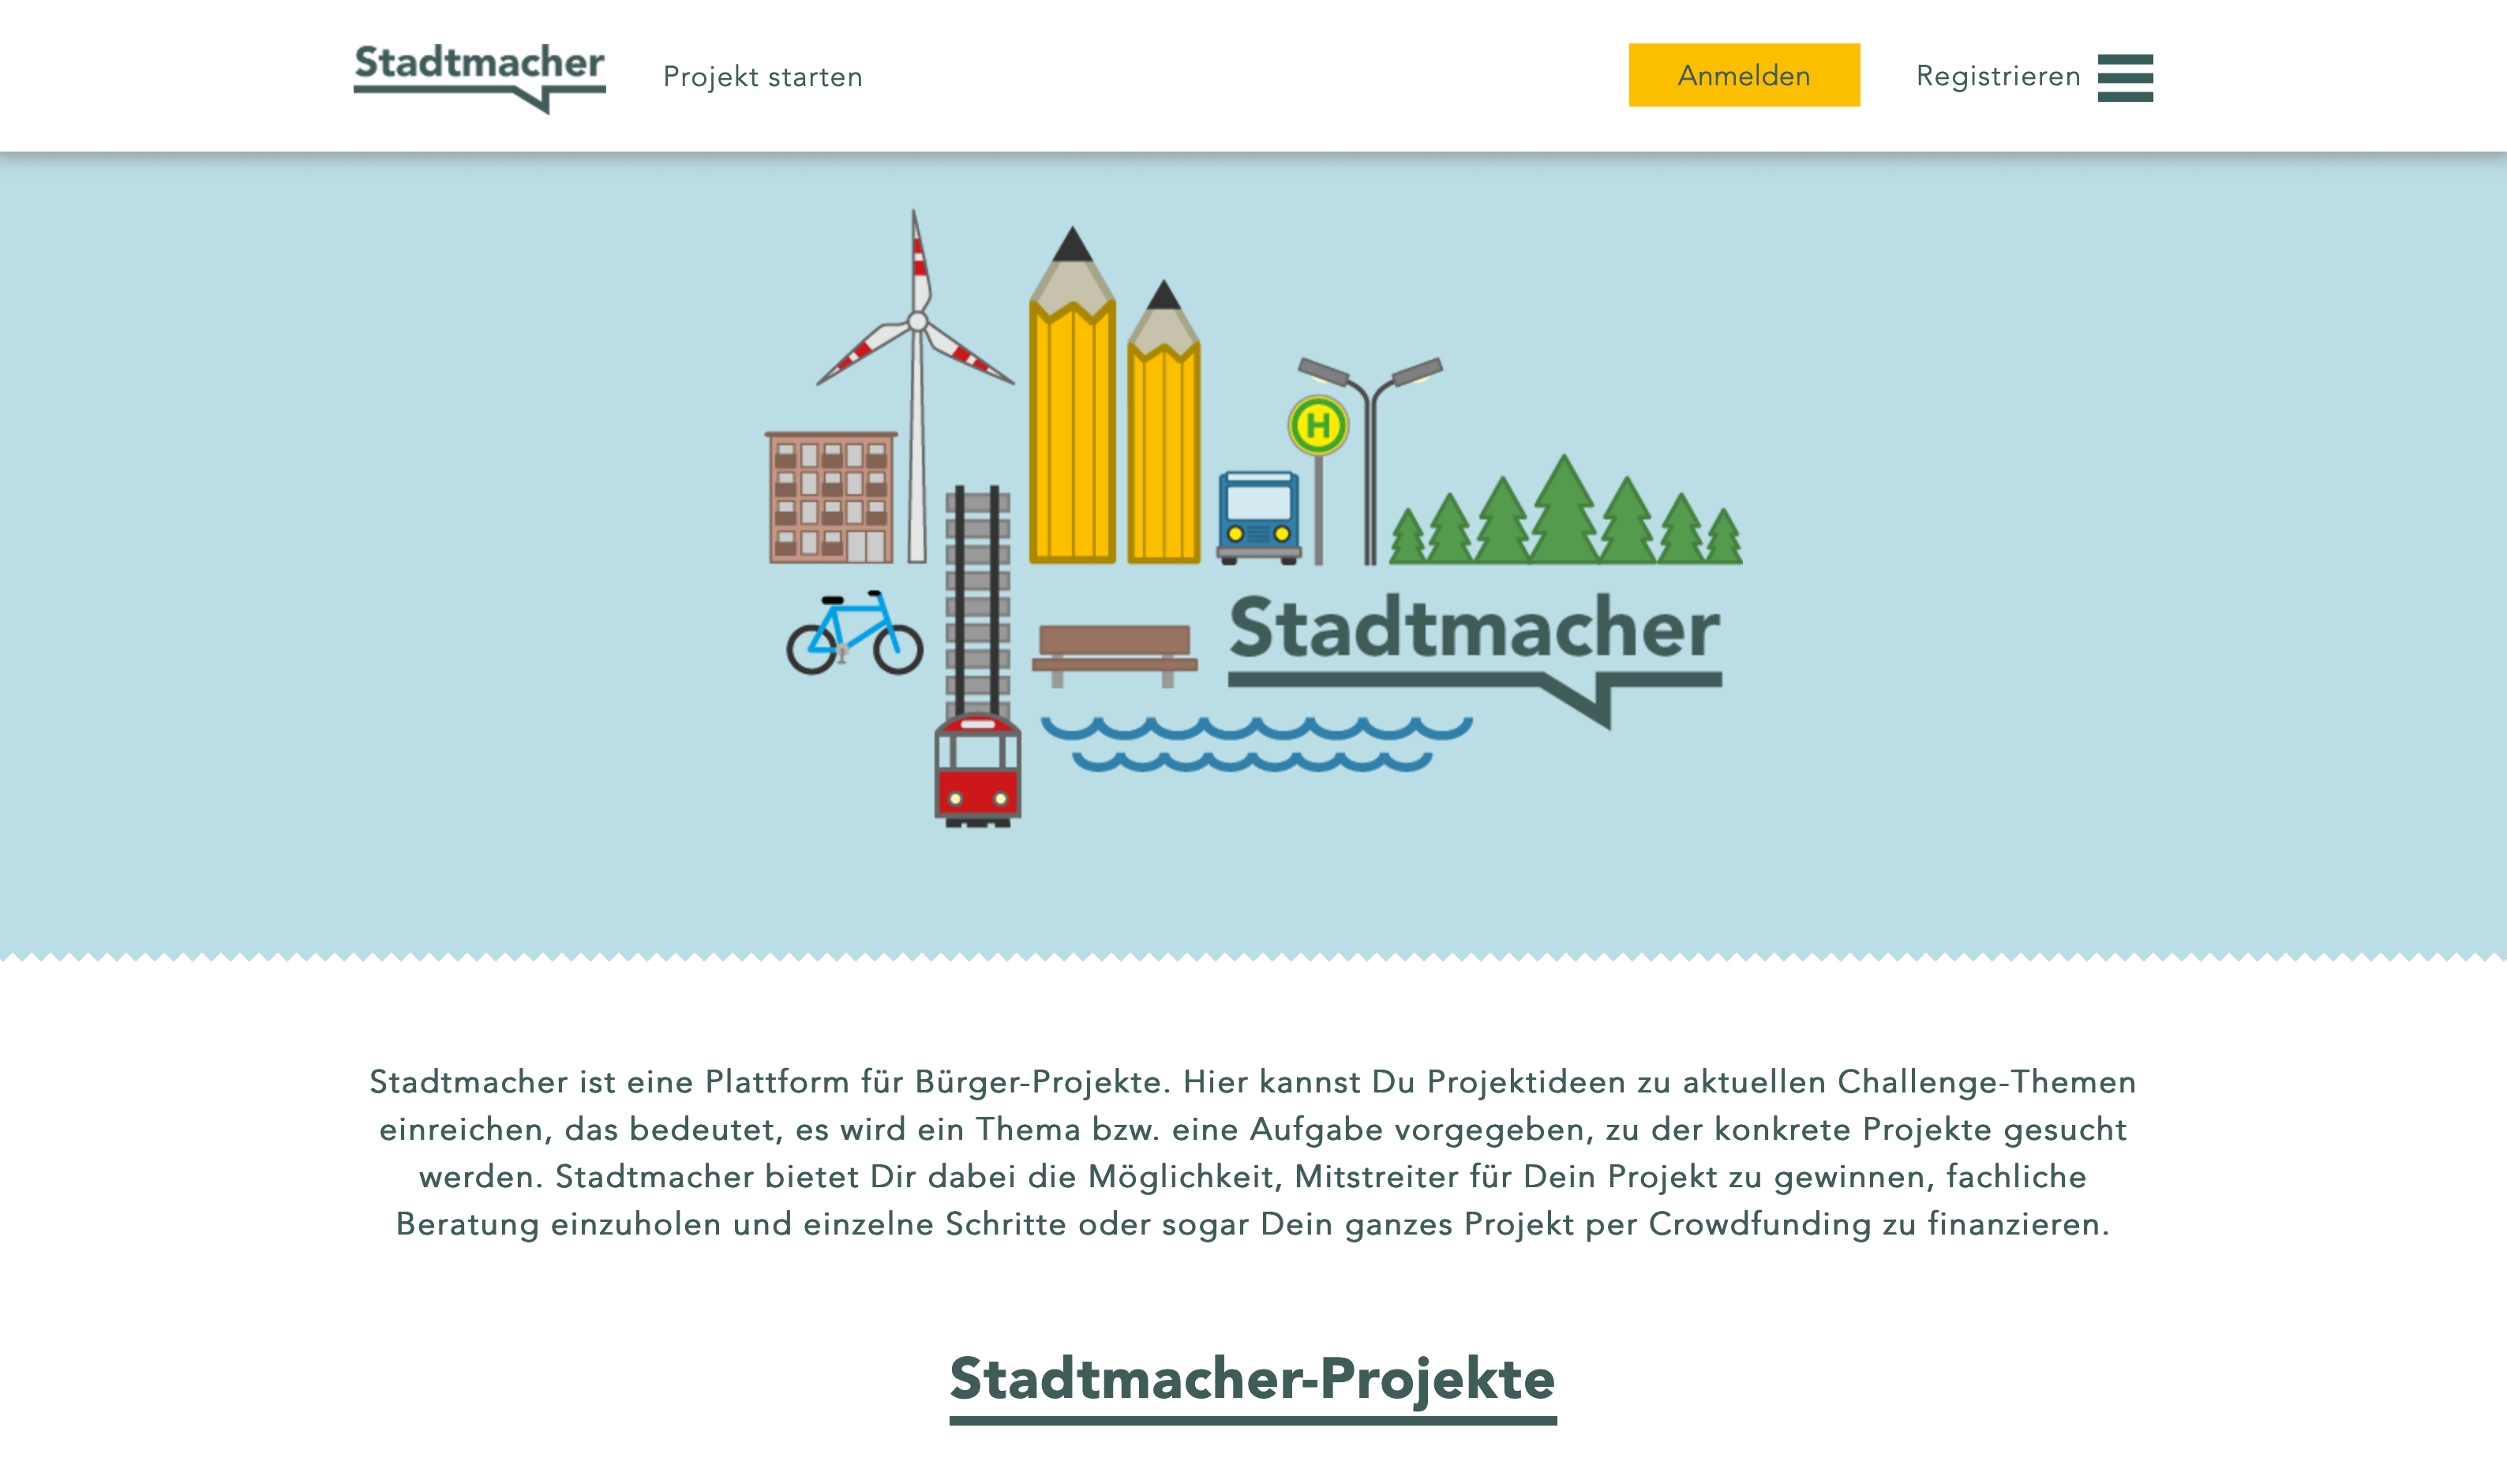 Stadtmacher
Projekt starten
Anmelden
Registrieren
H
Stadtmacher
Stadtmacher ist eine Plattform für Bürger-Projekte. Hier kannst Du Projektideen zu aktuellen Challenge-Themen
einreichen, das bedeutet, es wird ein Thema bzw. eine Aufgabe vorgegeben, zu der konkrete Projekte gesucht
werden. Stadtmacher bietet Dir dabei die Möglichkeit, Mitstreiter für Dein Projekt zu gewinnen, fachliche
Beratung einzuholen und einzelne Schritte oder sogar Dein ganzes Projekt per Crowdfunding zu finanzieren.
Stadtmacher-Projekte